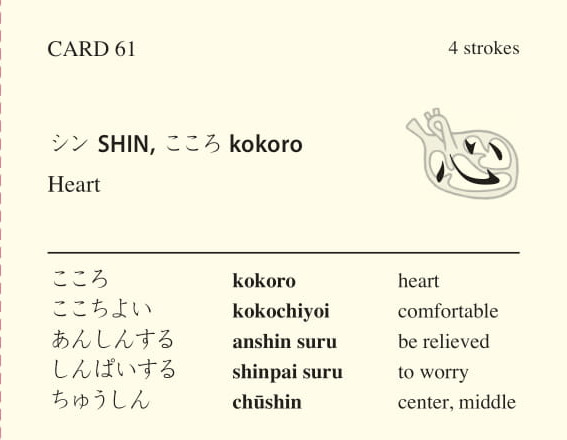 CARD 61 4 strokes
シン SHIN, こころ kokoro
Heart
こころ kokoro heart
ここちよい kokochiyoi comfortable
あんしんする anshin suru be relieved
しんぱいする shinpai suru to worry
ちゅうしん chūshin center, middle